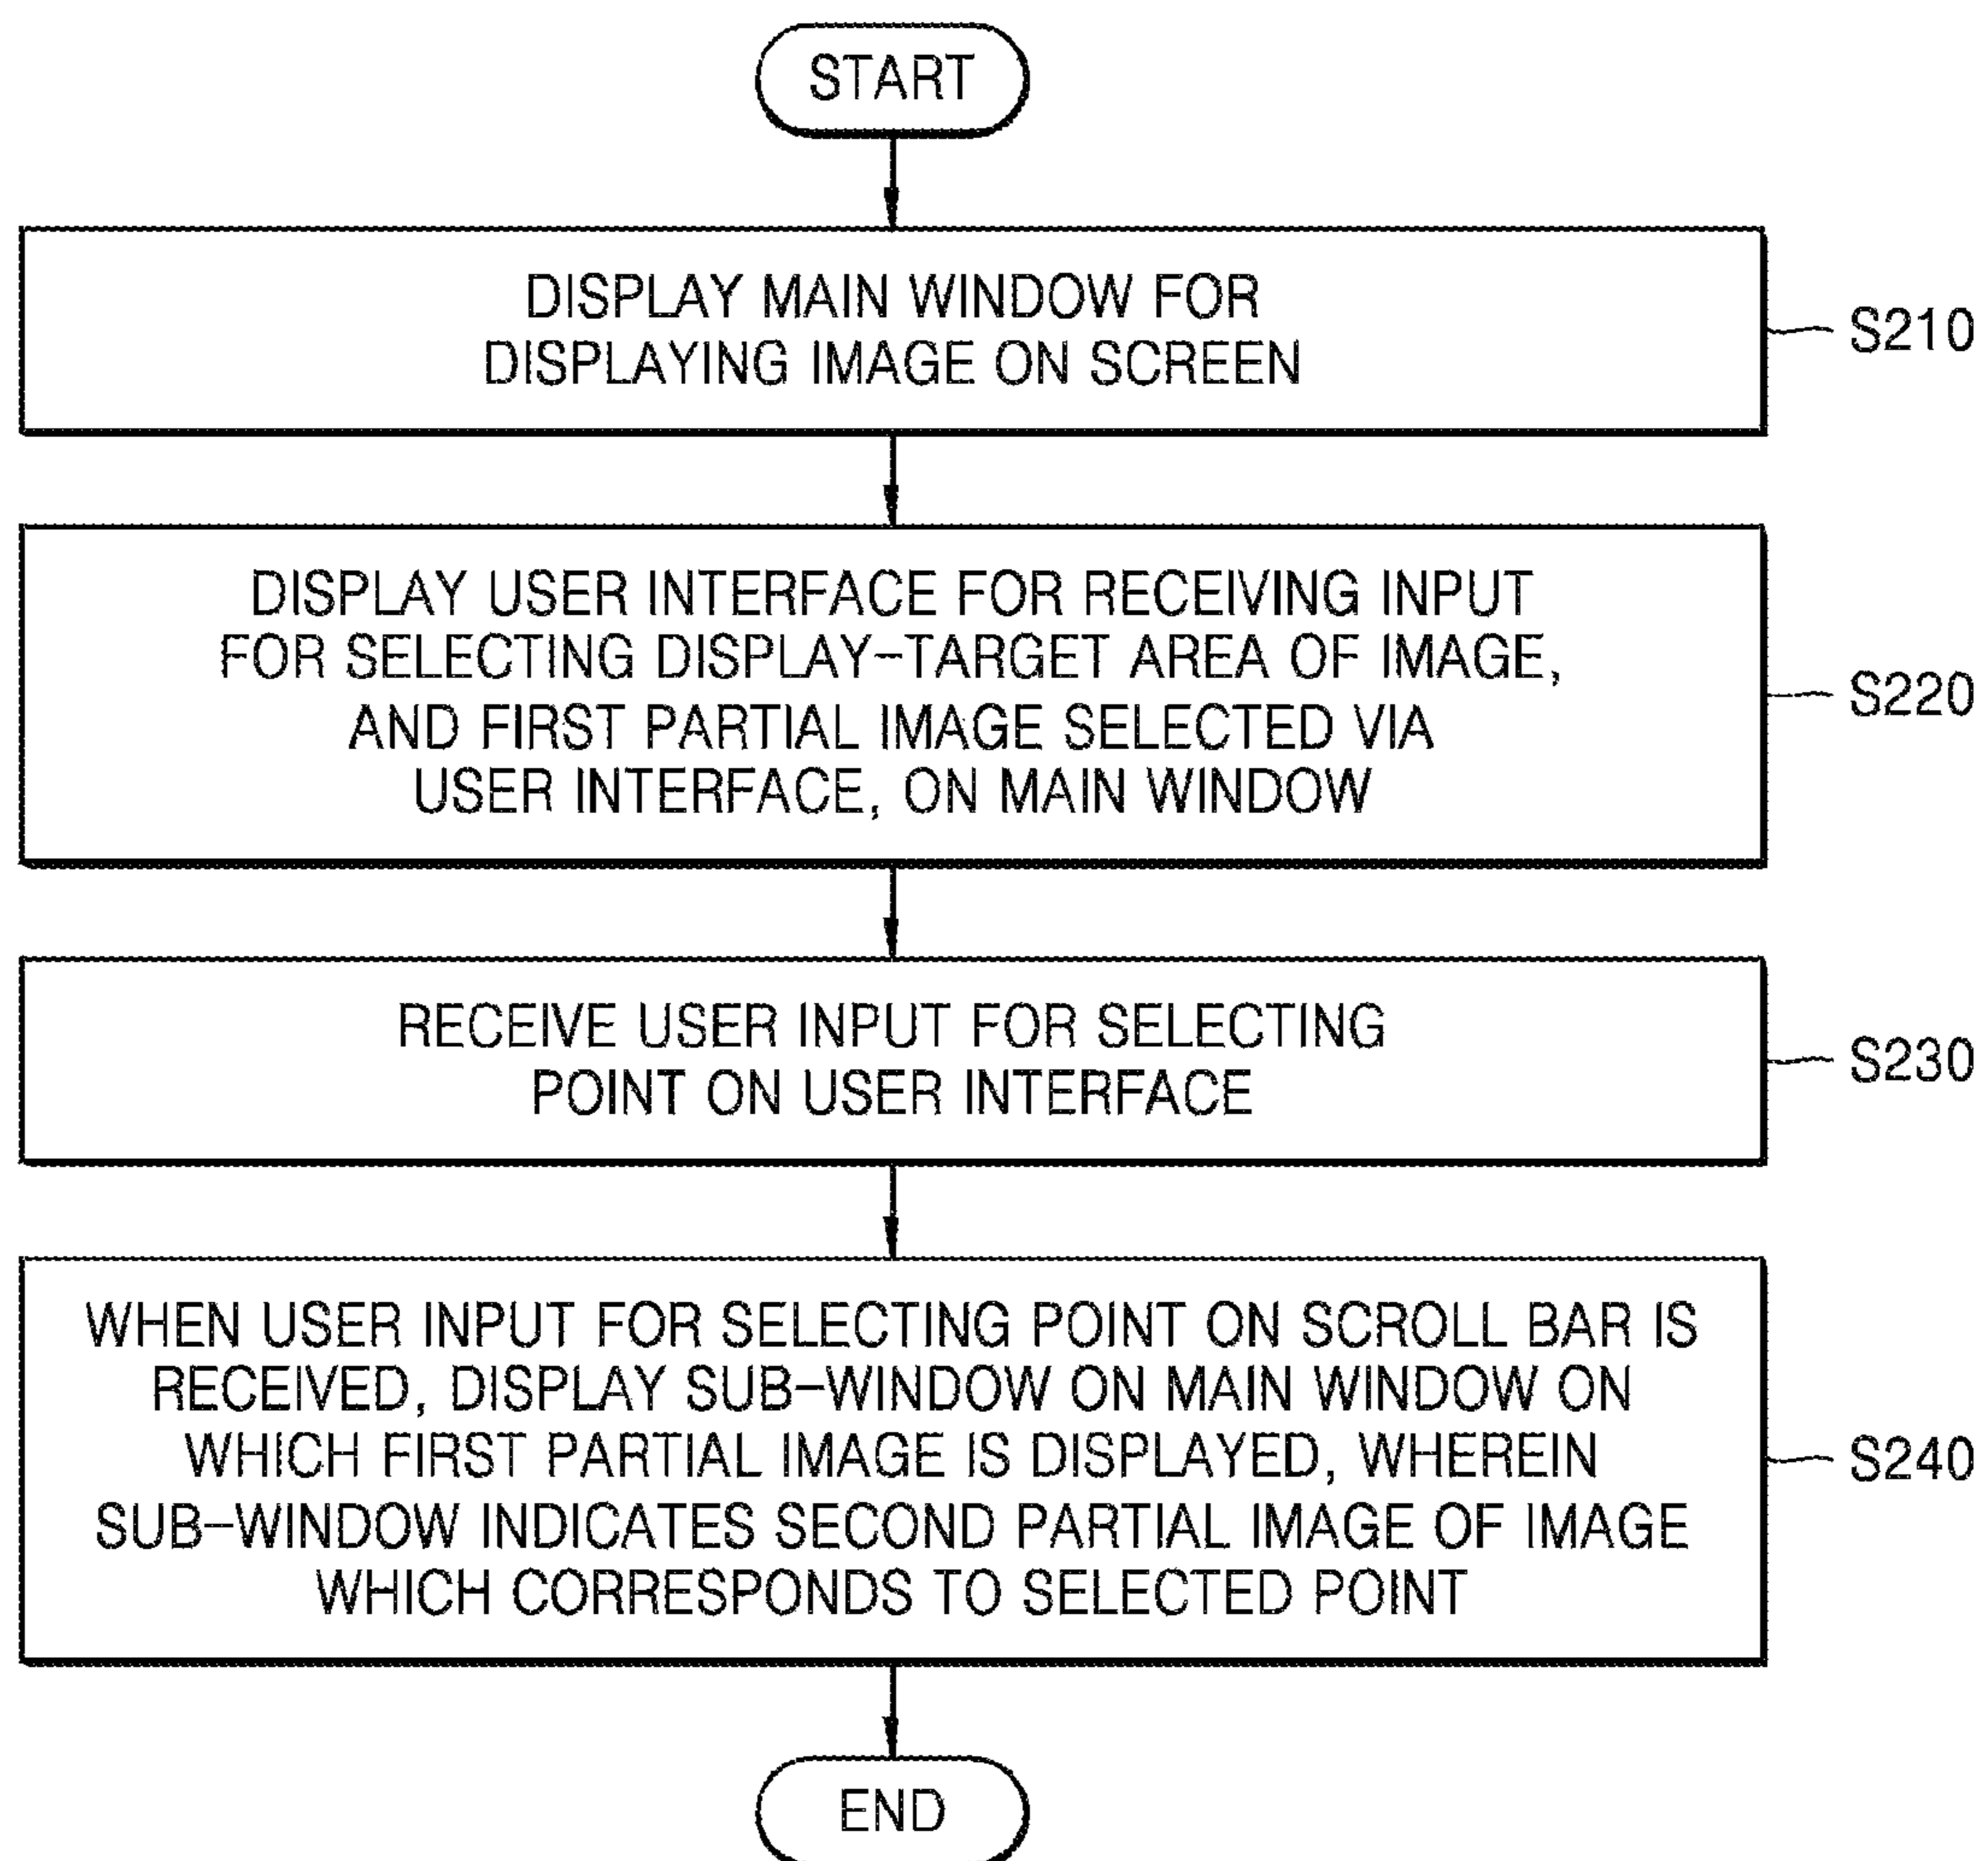 START
DISPLAY MAIN WINDOW FOR
DISPLAYING IMAGE ON SCREEN
S210
DISPLAY USER INTERFACE FOR RECEIVING INPUT
FOR SELECTING DISPLAY-TARGET AREA OF IMAGE,
AND FIRST PARTIAL IMAGE SELECTED VIA
USER INTERFACE, ON MAIN WINDOW
S220
RECEIVE USER INPUT FOR SELECTING
POINT ON USER INTERFACE
S230
WHEN USER INPUT FOR SELECTING POINT ON SCROLL BAR IS
RECEIVED, DISPLAY SUB-WINDOW ON MAIN WINDOW ON
WHICH FIRST PARTIAL IMAGE IS DISPLAYED, WHEREIN
SUB-WINDOW INDICATES SECOND PARTIAL IMAGE OF IMAGE
WHICH CORRESPONDS TO SELECTED POINT
S240
END